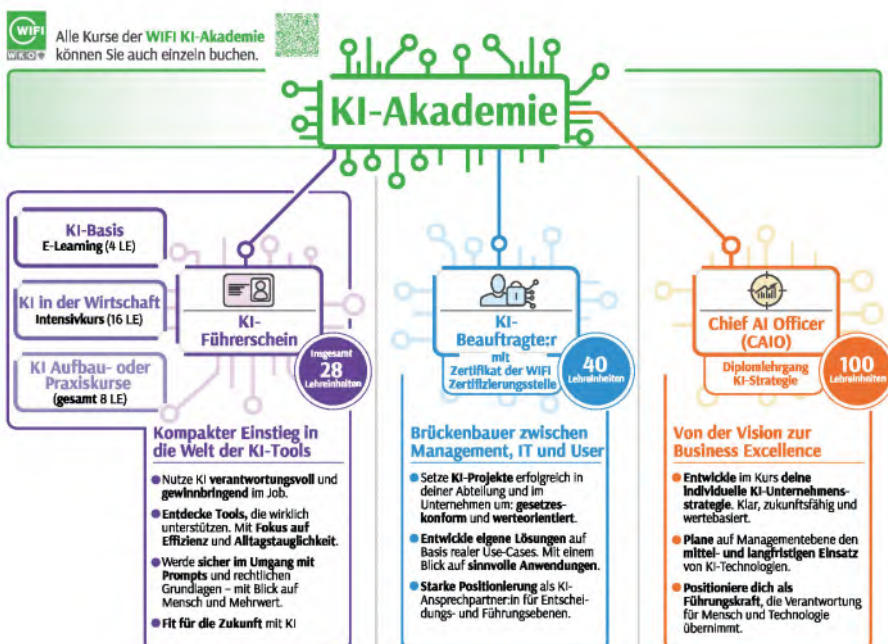 WIFI
WKO
Alle Kurse der WIFI KI-Akademie
können Sie auch einzeln buchen.
KI-Akademie
KI-Basis
E-Learning (4 LE)
KI in der Wirtschaft
Intensivkurs (16 LE)
KI Aufbau- oder
Praxiskurse
(gesamt 8 LE)
KI-
Führerschein
Insgesamt
28
Lehreinheiten
Kompakter Einstieg in
die Welt der KI-Tools
Nutze KI verantwortungsvoll und
gewinnbringend im Job.
Entdecke Tools, die wirklich
unterstützen. Mit Fokus auf
Effizienz und Alltagstauglichkeit.
Werde sicher im Umgang mit
Prompts und rechtlichen
Grundlagen – mit Blick auf
Mensch und Mehrwert.
Fit für die Zukunft mit KI
KI-
Beauftragte:r
mit
Zertifikat der WIFI
Zertifizierungsstelle
40
Lehreinheiten
Brückenbauer zwischen
Management, IT und User
Setze KI-Projekte erfolgreich in
deiner Abteilung und im
Unternehmen um: gesetzes-
konform und werteorientiert.
Entwickle eigene Lösungen auf
Basis realer Use-Cases. Mit einem
Blick auf sinnvolle Anwendungen.
Starke Positionierung als KI-
Ansprechpartner:in für Entschei-
dungs- und Führungsebenen.
Chief AI Officer
(CAIO)
Diplomlehrgang
KI-Strategie
100
Lehreinheiten
Von der Vision zur
Business Excellence
Entwickle im Kurs deine
individuelle KI-Unternehmens-
strategie. Klar, zukunftsfähig und
wertebasiert.
Plane auf Managementebene den
mittel- und langfristigen Einsatz
von KI-Technologien.
Positioniere dich als
Führungskraft, die Verantwortung
für Mensch und Technologie
übernimmt.